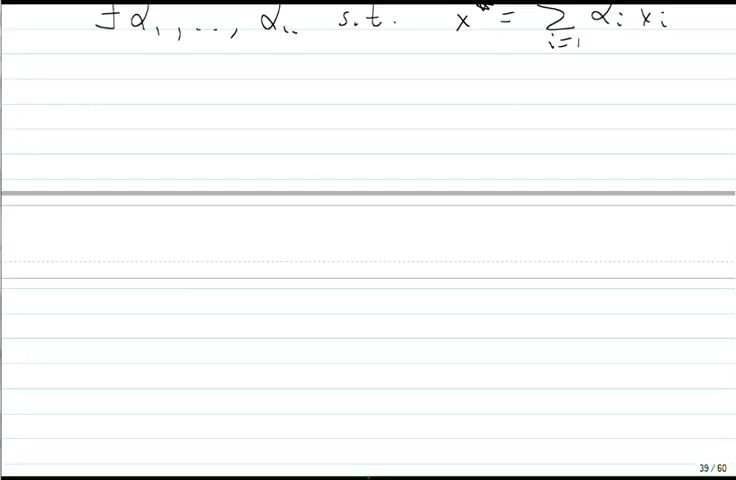 ∃ α₁, ..., αₙ s.t. x* = ∑ᵢ₌₁ αᵢ xᵢ
39 / 60